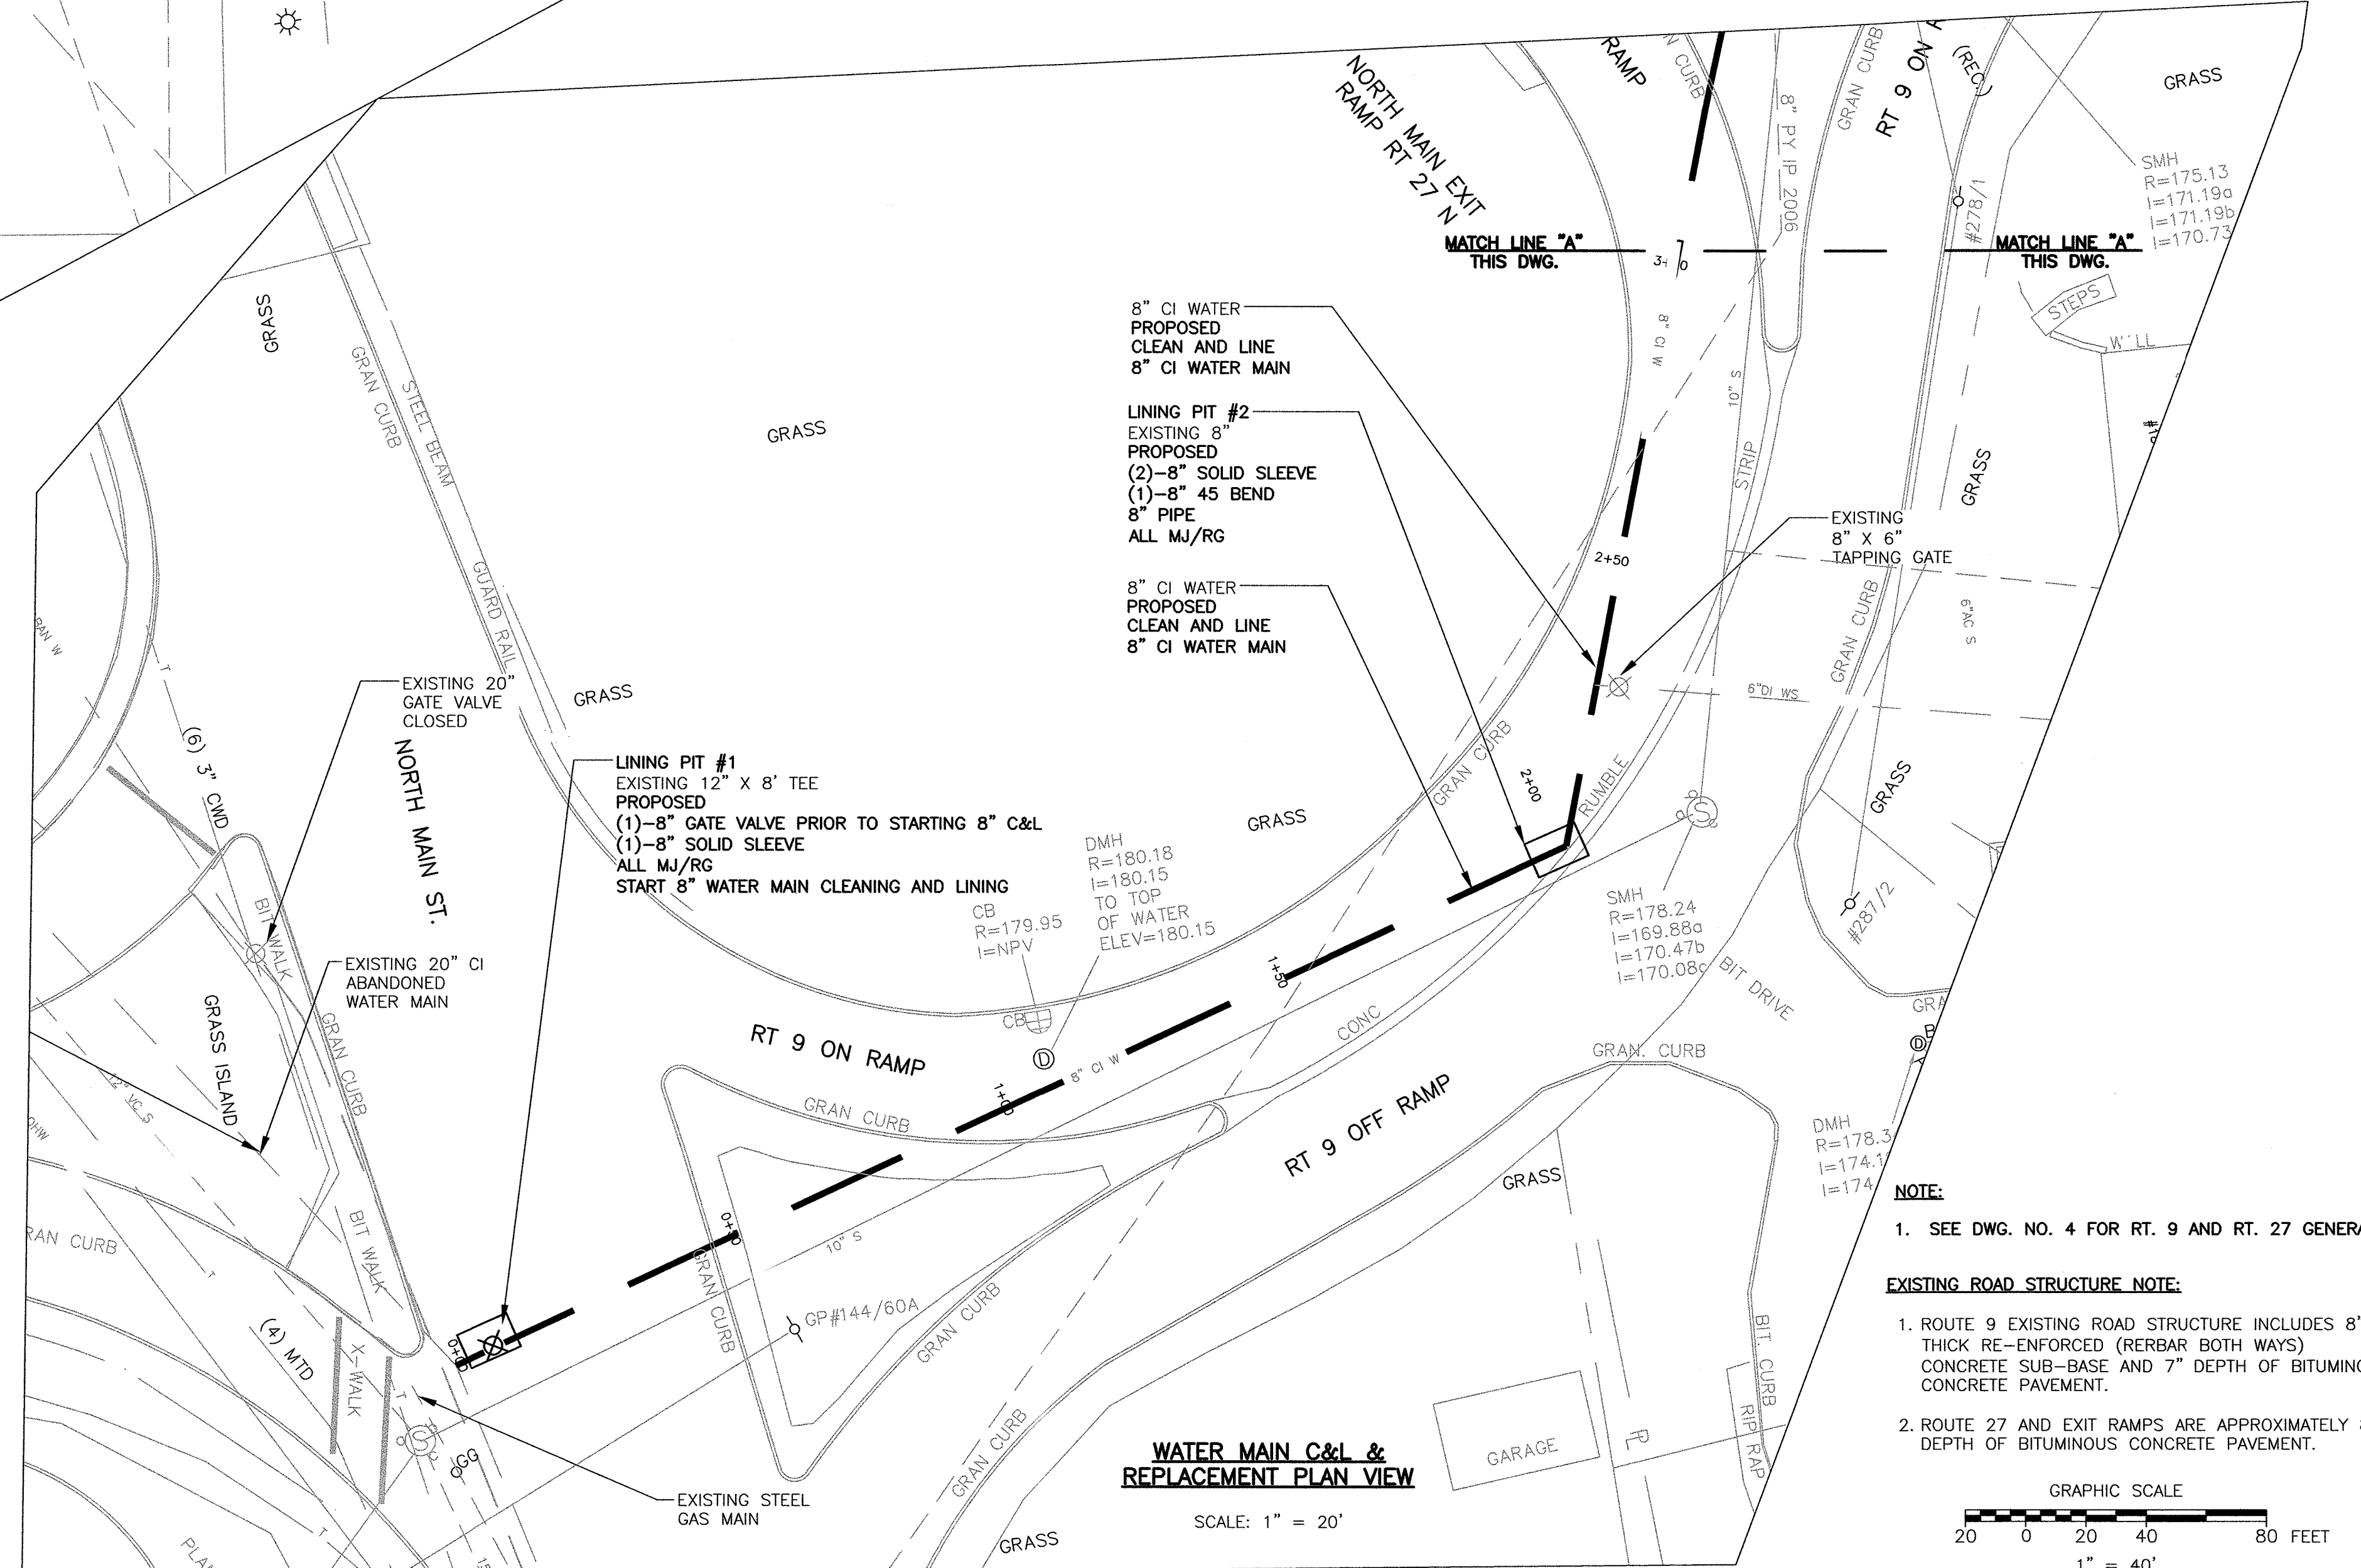 NORTH MAIN EXIT
RAMP RT 27 N
RAMP
GRAN CURB
RT 9 ON
(REC.)
GRASS
8" PY IP 2006
#278/1
SMH
R=175.13
I=171.19a
I=171.19b
I=170.73
MATCH LINE "A"
THIS DWG.
MATCH LINE "A"
THIS DWG.
STEPS
8" CI WATER
PROPOSED
CLEAN AND LINE
8" CI WATER MAIN
8" CI W
10" S
GRASS
GRAN CURB
STEEL BEAM
GUARD RAIL
GRASS
LINING PIT #2
EXISTING 8"
PROPOSED
(2)-8" SOLID SLEEVE
(1)-8" 45 BEND
8" PIPE
ALL MJ/RG
STRIP
GRASS
EXISTING
8" X 6"
TAPPING GATE
2+50
8" CI WATER
PROPOSED
CLEAN AND LINE
8" CI WATER MAIN
GRAN CURB
6"AC S
6"DI WS
EXISTING 20"
GATE VALVE
CLOSED
GRASS
(6) 3" CWD
NORTH MAIN ST.
LINING PIT #1
EXISTING 12" X 8' TEE
PROPOSED
(1)-8" GATE VALVE PRIOR TO STARTING 8" C&L
(1)-8" SOLID SLEEVE
ALL MJ/RG
START 8" WATER MAIN CLEANING AND LINING
GRAN CURB
2+00
RUMBLE
GRASS
GRASS
DMH
R=180.18
I=180.15
TO TOP
OF WATER
ELEV=180.15
CB
R=179.95
I=NPV
SMH
R=178.24
I=169.88a
I=170.47b
I=170.08c
#287/2
BIT WALK
EXISTING 20" CI
ABANDONED
WATER MAIN
GRASS ISLAND
GRAN CURB
1+50
CONC
BIT DRIVE
CB
D
RT 9 ON RAMP
8" CI W
1+00
GRAN CURB
12" VC S
OHW
GRAN. CURB
D
RT 9 OFF RAMP
DMH
GRASS
BIT WALK
10" S
GRAN CURB
GP#144/60A
GRAN CURB
0+00
(4) MTD
X-WALK
T
S
GG
EXISTING STEEL
GAS MAIN
GRAN CURB
GRASS
GARAGE
PL
BIT. CURB
RIP RAP
WATER MAIN C&L &
REPLACEMENT PLAN VIEW
SCALE: 1" = 20'
NOTE:
1. SEE DWG. NO. 4 FOR RT. 9 AND RT. 27
EXISTING ROAD STRUCTURE NOTE:
1. ROUTE 9 EXISTING ROAD STRUCTURE INCLUDES 8"
THICK RE-ENFORCED (RERBAR BOTH WAYS)
CONCRETE SUB-BASE AND 7" DEPTH OF
CONCRETE PAVEMENT.
2. ROUTE 27 AND EXIT RAMPS ARE APPROXIMATELY
DEPTH OF BITUMINOUS CONCRETE PAVEMENT.
GRAPHIC SCALE
20 0 20 40 80 FEET
1" = 40'